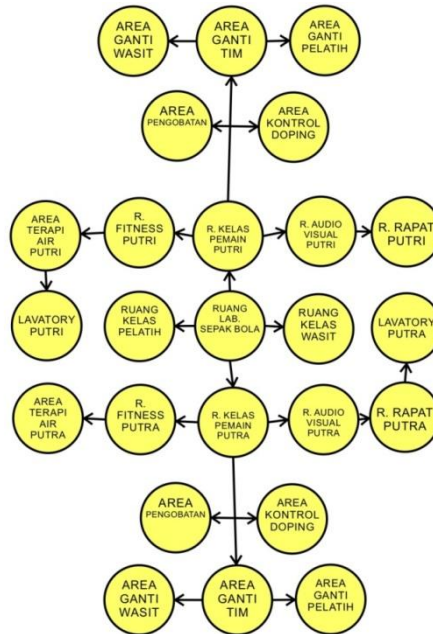 AREA
GANTI
WASIT
AREA
GANTI
TIM
AREA
GANTI
PELATIH
AREA
PENGOBATAN
AREA
KONTROL
DOPING
AREA
TERAPI
AIR
PUTRI
R.
FITNESS
PUTRI
R. KELAS
PEMAIN
PUTRI
R. AUDIO
VISUAL
PUTRI
R. RAPAT
PUTRI
LAVATORY
PUTRI
RUANG
KELAS
PELATIH
RUANG
LAB.
SEPAK BOLA
RUANG
KELAS
WASIT
LAVATORY
PUTRA
AREA
TERAPI
AIR
PUTRA
R.
FITNESS
PUTRA
R. KELAS
PEMAIN
PUTRA
R. AUDIO
VISUAL
PUTRA
R. RAPAT
PUTRA
AREA
PENGOBATAN
AREA
KONTROL
DOPING
AREA
GANTI
WASIT
AREA
GANTI
TIM
AREA
GANTI
PELATIH